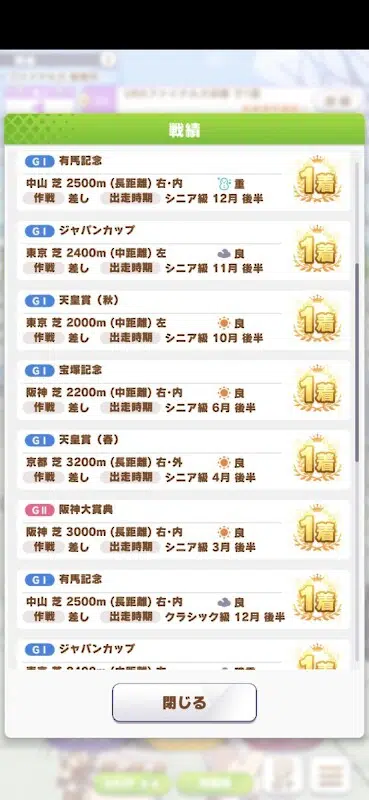 戦績
GI 有馬記念
中山 芝 2500m (長距離) 右・内 重
作戦 差し 出走時期 シニア級 12月 後半
1着
GI ジャパンカップ
東京 芝 2400m (中距離) 左 良
作戦 差し 出走時期 シニア級 11月 後半
1着
GI 天皇賞（秋）
東京 芝 2000m (中距離) 左 良
作戦 差し 出走時期 シニア級 10月 後半
1着
GI 宝塚記念
阪神 芝 2200m (中距離) 右・内 良
作戦 差し 出走時期 シニア級 6月 後半
1着
GI 天皇賞（春）
京都 芝 3200m (長距離) 右・外 良
作戦 差し 出走時期 シニア級 4月 後半
1着
GII 阪神大賞典
阪神 芝 3000m (長距離) 右・内 良
作戦 差し 出走時期 シニア級 3月 後半
1着
GI 有馬記念
中山 芝 2500m (長距離) 右・内 良
作戦 差し 出走時期 クラシック級 12月 後半
1着
GI ジャパンカップ
1着
閉じる